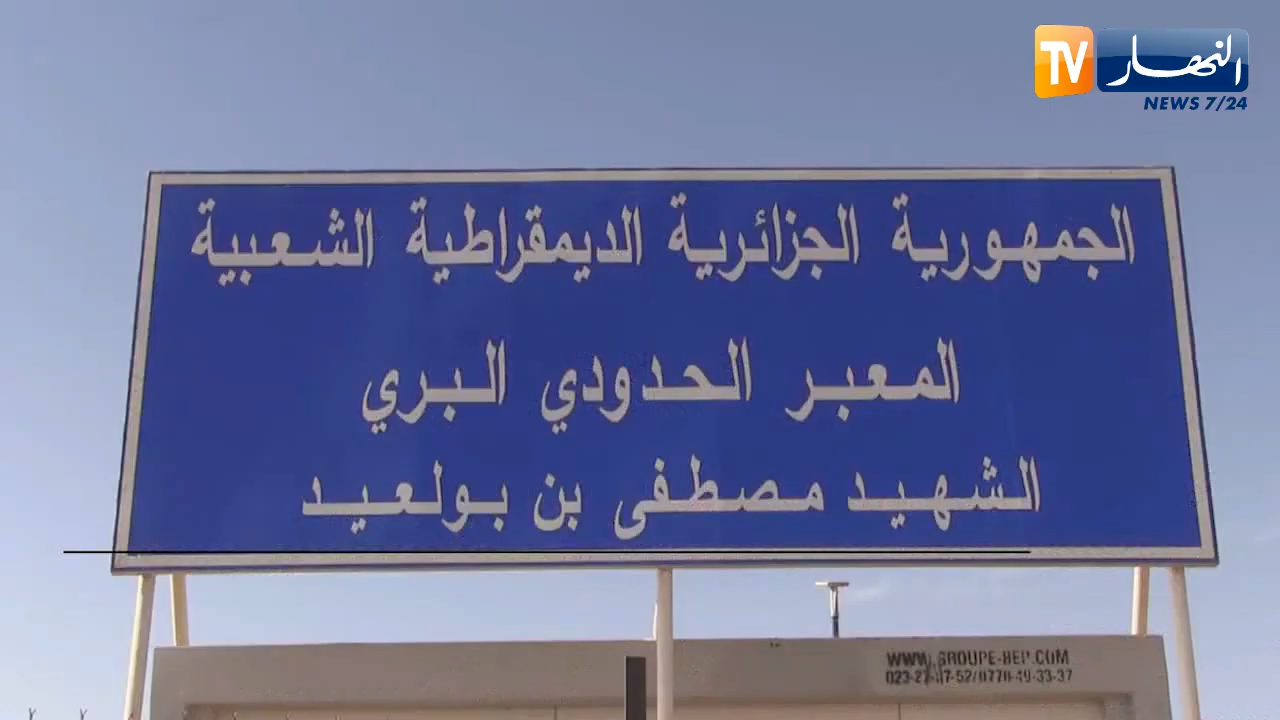 TV النهار
NEWS 7/24
الجمهورية الجزائرية الديمقراطية الشعبية
المعبر الحدودي البري
الشهيد مصطفى بن بولعيد
WWW.GROUPE-BEP.COM